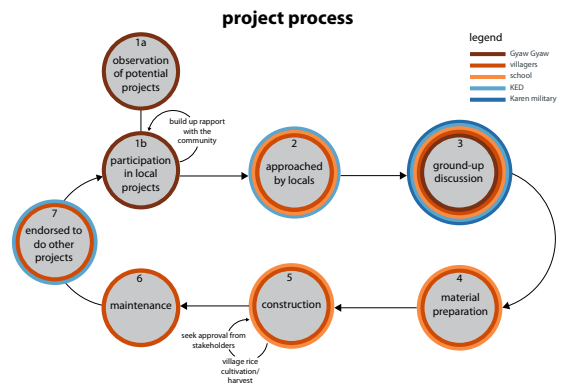 project process
legend
Gyaw Gyaw
villagers
school
KED
Karen military
1a
observation
of potential
projects
build up rapport
with the
community
1b
participation
in local
projects
2
approached
by locals
3
ground-up
discussion
7
endorsed to
do other
projects
6
maintenance
5
construction
4
material
preparation
seek approval from
stakeholders
village rice
cultivation/
harvest